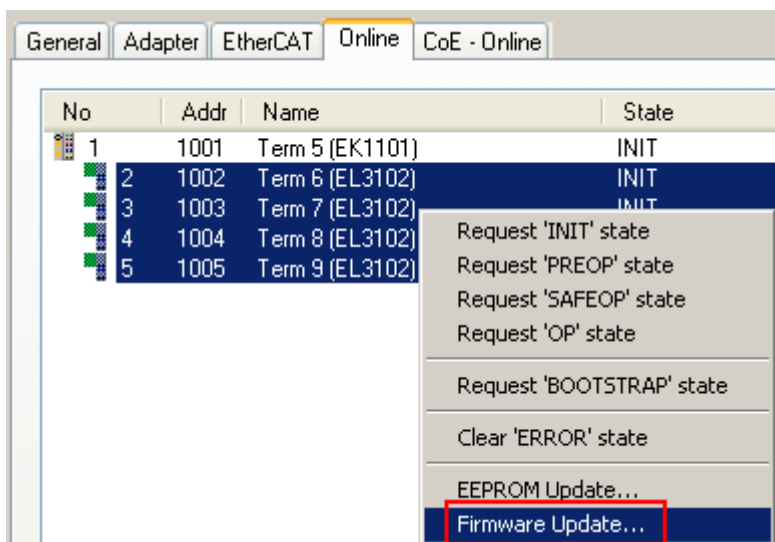 General Adapter EtherCAT Online CoE - Online
No Addr Name State
1 1001 Term 5 (EK1101) INIT
2 1002 Term 6 (EL3102) INIT
3 1003 Term 7 (EL3102) INIT
4 1004 Term 8 (EL3102)
5 1005 Term 9 (EL3102)
Request 'INIT' state
Request 'PREOP' state
Request 'SAFEOP' state
Request 'OP' state
Request 'BOOTSTRAP' state
Clear 'ERROR' state
EEPROM Update...
Firmware Update...